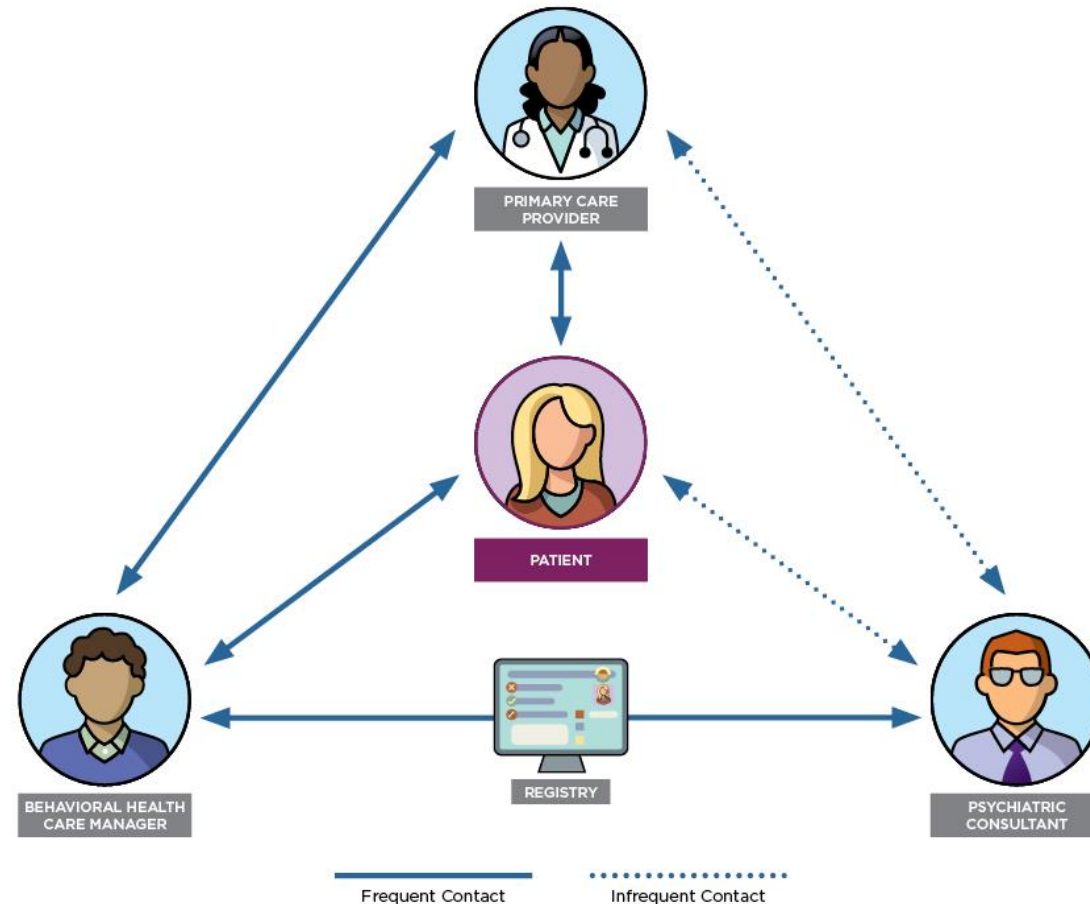 PRIMARY CARE
PROVIDER
PATIENT
BEHAVIORAL HEALTH
CARE MANAGER
REGISTRY
PSYCHIATRIC
CONSULTANT
Frequent Contact
Infrequent Contact